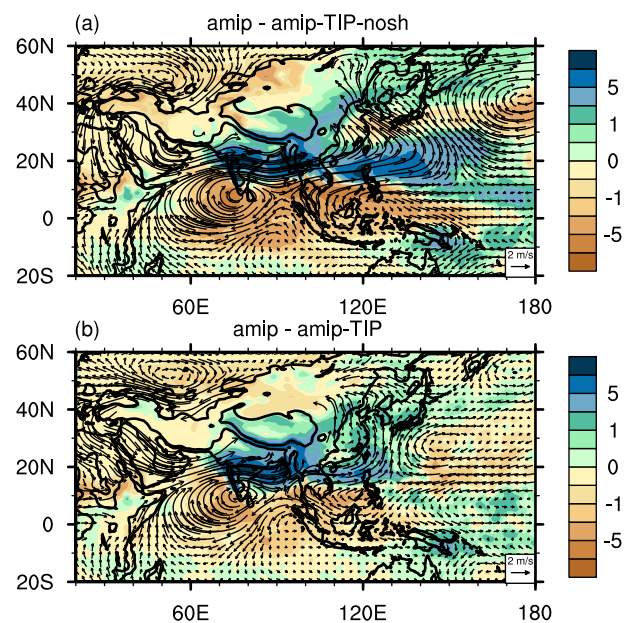 (a) amip - amip-TIP-nosh
60N
40N
20N
0
20S
60E 120E 180
2 m/s
5
1
0
-1
-5
(b) amip - amip-TIP
60N
40N
20N
0
20S
60E 120E 180
2 m/s
5
1
0
-1
-5